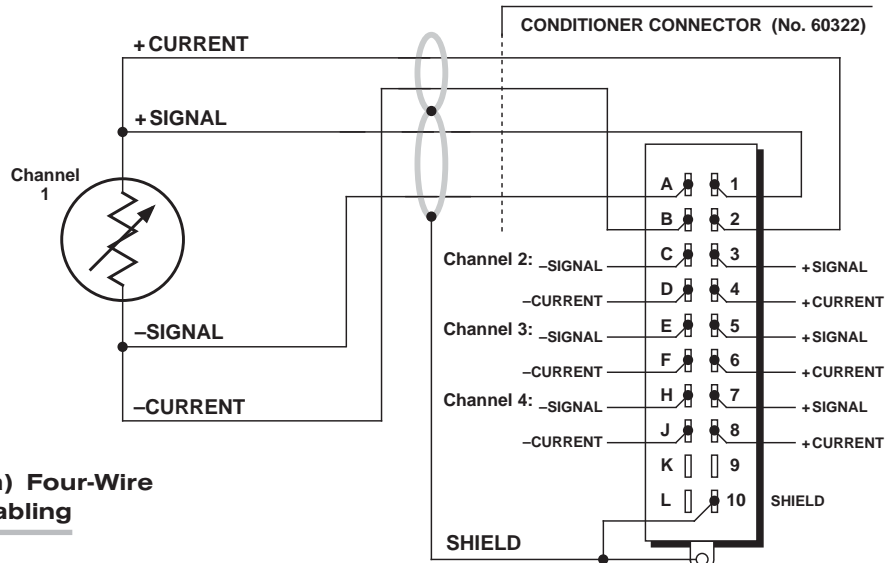 CONDITIONER CONNECTOR (No. 60322)
+ CURRENT
+ SIGNAL
Channel
1
A 1
B 2
Channel 2: –SIGNAL C 3 +SIGNAL
–CURRENT D 4 +CURRENT
Channel 3: –SIGNAL E 5 +SIGNAL
–CURRENT F 6 +CURRENT
Channel 4: –SIGNAL H 7 +SIGNAL
–CURRENT J 8 +CURRENT
K 9
L 10 SHIELD
–SIGNAL
–CURRENT
) Four-Wire
abling
SHIELD